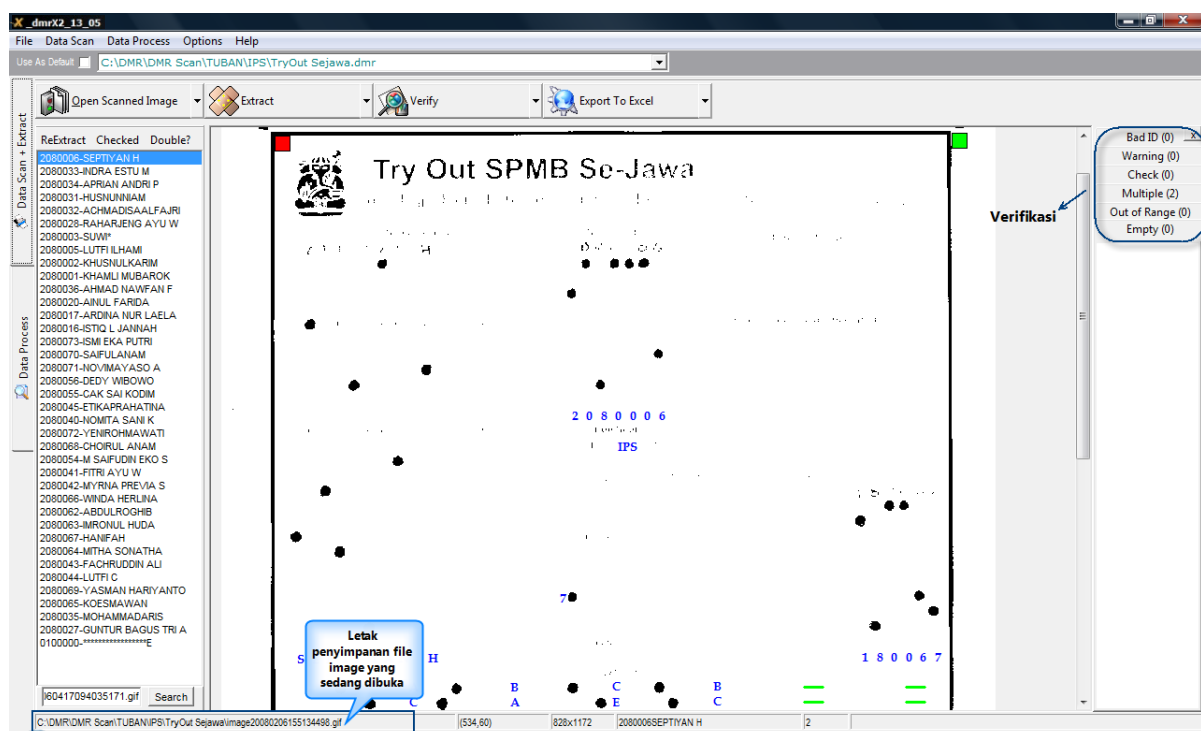 _dmrX2_13_05
File Data Scan Data Process Options Help
Use As Default C:\DMR\DMR Scan\TUBAN\IPS\TryOut Sejawa.dmr
Open Scanned Image Extract Verify Export To Excel
Data Scan + Extract
Data Process
ReExtract Checked Double?
2080006-SEPTIYAN H
2080033-INDRA ESTU M
2080034-APRIAN ANDRI P
2080031-HUSNUNNIAM
2080032-ACHMADISAALFAJRI
2080028-RAHARJENG AYU W
2080003-SUWI*
2080005-LUTFI ILHAMI
2080002-KHUSNULKARIM
2080001-KHAMLI MUBAROK
2080036-AHMAD NAWFAN F
2080020-AINUL FARIDA
2080017-ARDINA NUR LAELA
2080016-ISTIQ L JANNAH
2080073-ISMI EKA PUTRI
2080070-SAIFULANAM
2080071-NOVIMAYASO A
2080056-DEDY WIBOWO
2080055-CAK SAI KODIM
2080045-ETIKAPRAHATINA
2080040-NOMITA SANI K
2080072-YENIROHMAWATI
2080068-CHOIRUL ANAM
2080054-M SAIFUDIN EKO S
2080041-FITRI AYU W
2080042-MYRNA PREVIA S
2080066-WINDA HERLINA
2080062-ABDULROGHIB
2080063-IMRONUL HUDA
2080067-HANIFAH
2080064-MITHA SONATHA
2080043-FACHRUDDIN ALI
2080044-LUTFI C
2080069-YASMAN HARIYANTO
2080065-KOESMAWAN
2080035-MOHAMMADARIS
2080027-GUNTUR BAGUS TRI A
0100000-*****************E
)60417094035171.gif Search
Try Out SPMB Se-Jawa
2 0 8 0 0 0 6
IPS
7
S H
1 8 0 0 6 7
B C B
C A E C
Letak
penyimpanan file
image yang
sedang dibuka
Verifikasi
Bad ID (0) x
Warning (0)
Check (0)
Multiple (2)
Out of Range (0)
Empty (0)
C:\DMR\DMR Scan\TUBAN\IPS\TryOut Sejawa\image20080206155134498.gif (534,60) 828x1172 2080006SEPTIYAN H 2